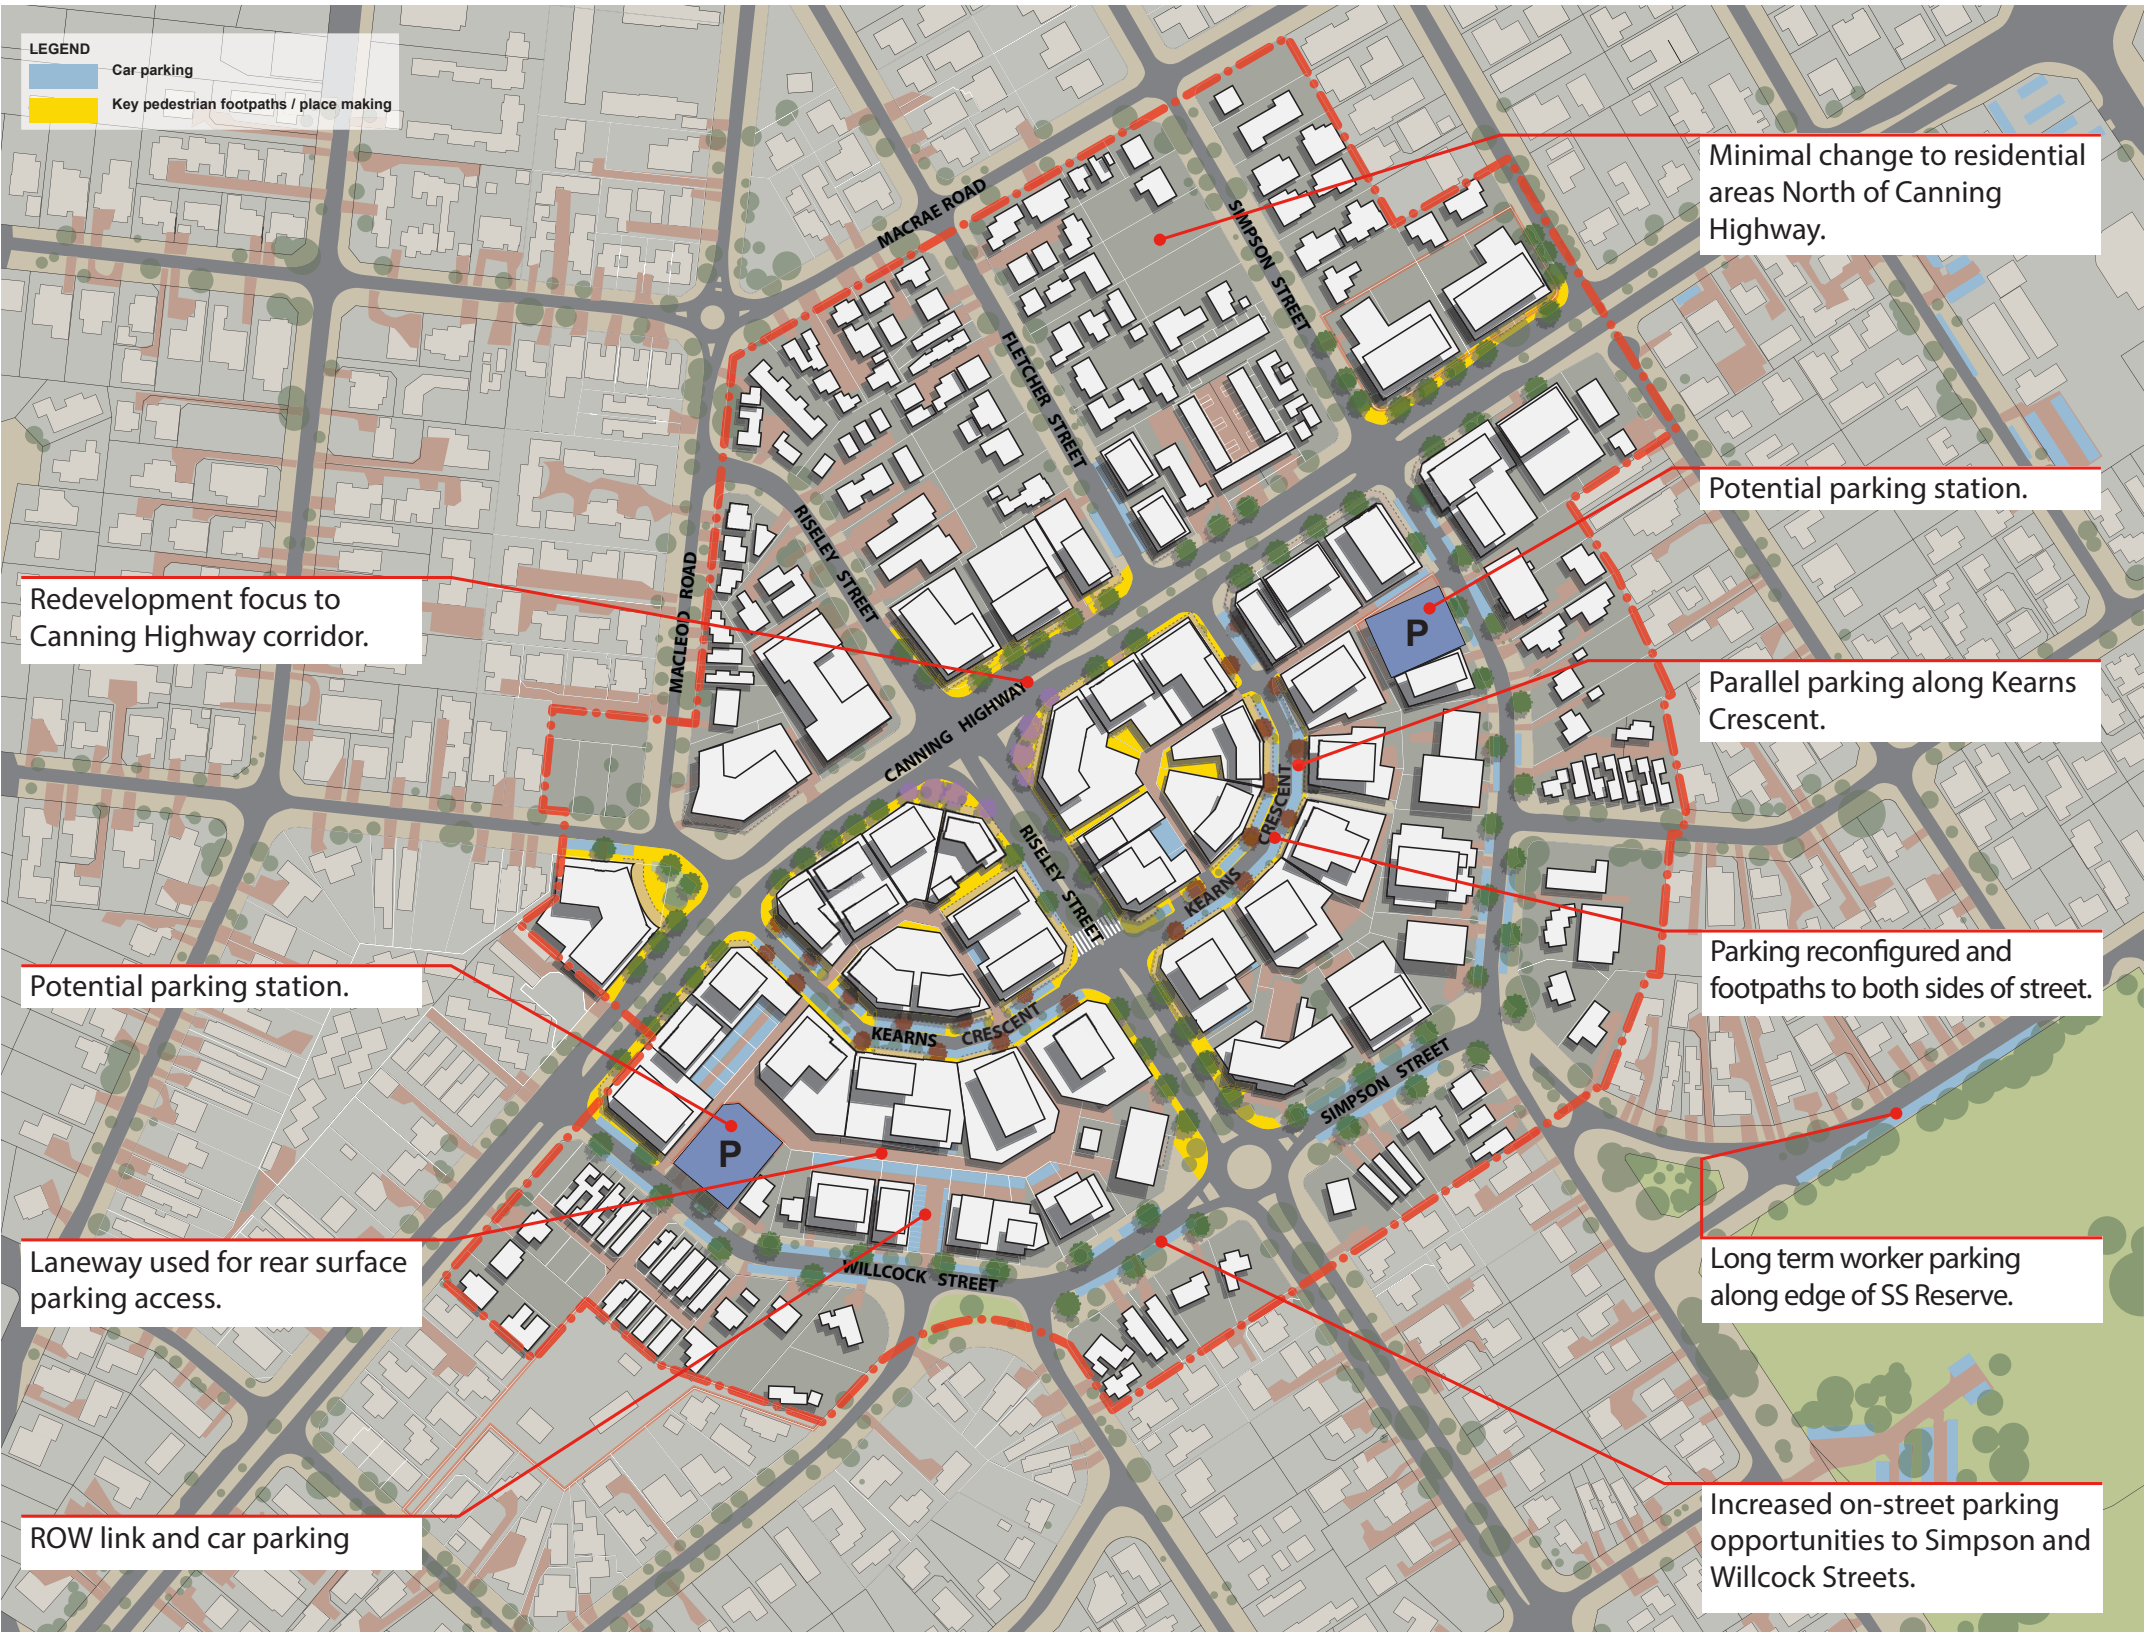 LEGEND
Car parking
Key pedestrian footpaths / place making
Minimal change to residential
areas North of Canning
Highway.
MACRAE ROAD
SIMPSON STREET
FLETCHER STREET
Potential parking station.
RISELEY STREET
MACLEOD ROAD
Redevelopment focus to
Canning Highway corridor.
P
Parallel parking along Kearns
Crescent.
CANNING HIGHWAY
RISELEY STREET
KEARNS CRESCENT
Parking reconfigured and
footpaths to both sides of street.
Potential parking station.
KEARNS CRESCENT
SIMPSON STREET
P
Laneway used for rear surface
parking access.
WILLCOCK STREET
Long term worker parking
along edge of SS Reserve.
ROW link and car parking
Increased on-street parking
opportunities to Simpson and
Willcock Streets.